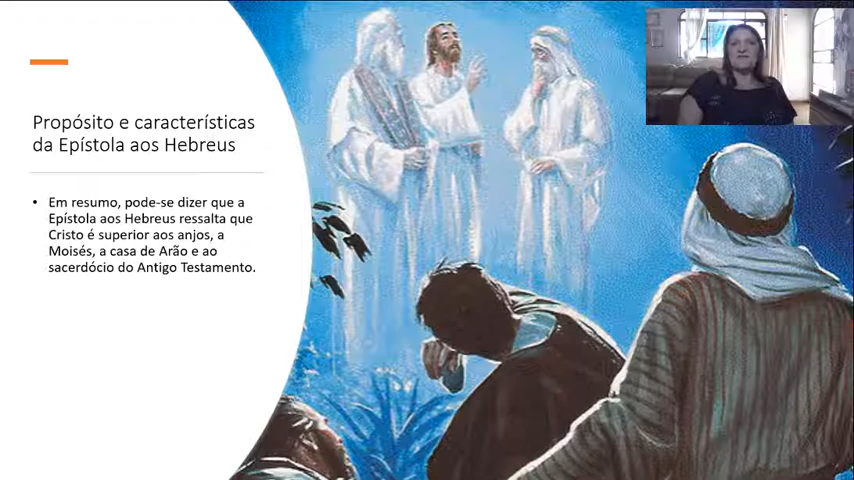 Propósito e características
da Epístola aos Hebreus
• Em resumo, pode-se dizer que a
Epístola aos Hebreus ressalta que
Cristo é superior aos anjos, a
Moisés, a casa de Arão e ao
sacerdócio do Antigo Testamento.